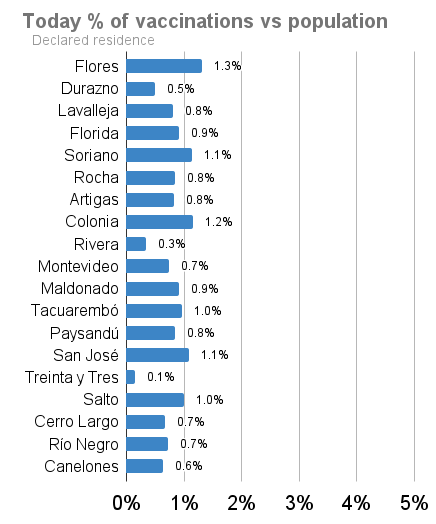 Today % of vaccinations vs population
Declared residence
Flores 1.3%
Durazno 0.5%
Lavalleja 0.8%
Florida 0.9%
Soriano 1.1%
Rocha 0.8%
Artigas 0.8%
Colonia 1.2%
Rivera 0.3%
Montevideo 0.7%
Maldonado 0.9%
Tacuarembó 1.0%
Paysandú 0.8%
San José 1.1%
Treinta y Tres 0.1%
Salto 1.0%
Cerro Largo 0.7%
Río Negro 0.7%
Canelones 0.6%
0% 1% 2% 3% 4% 5%